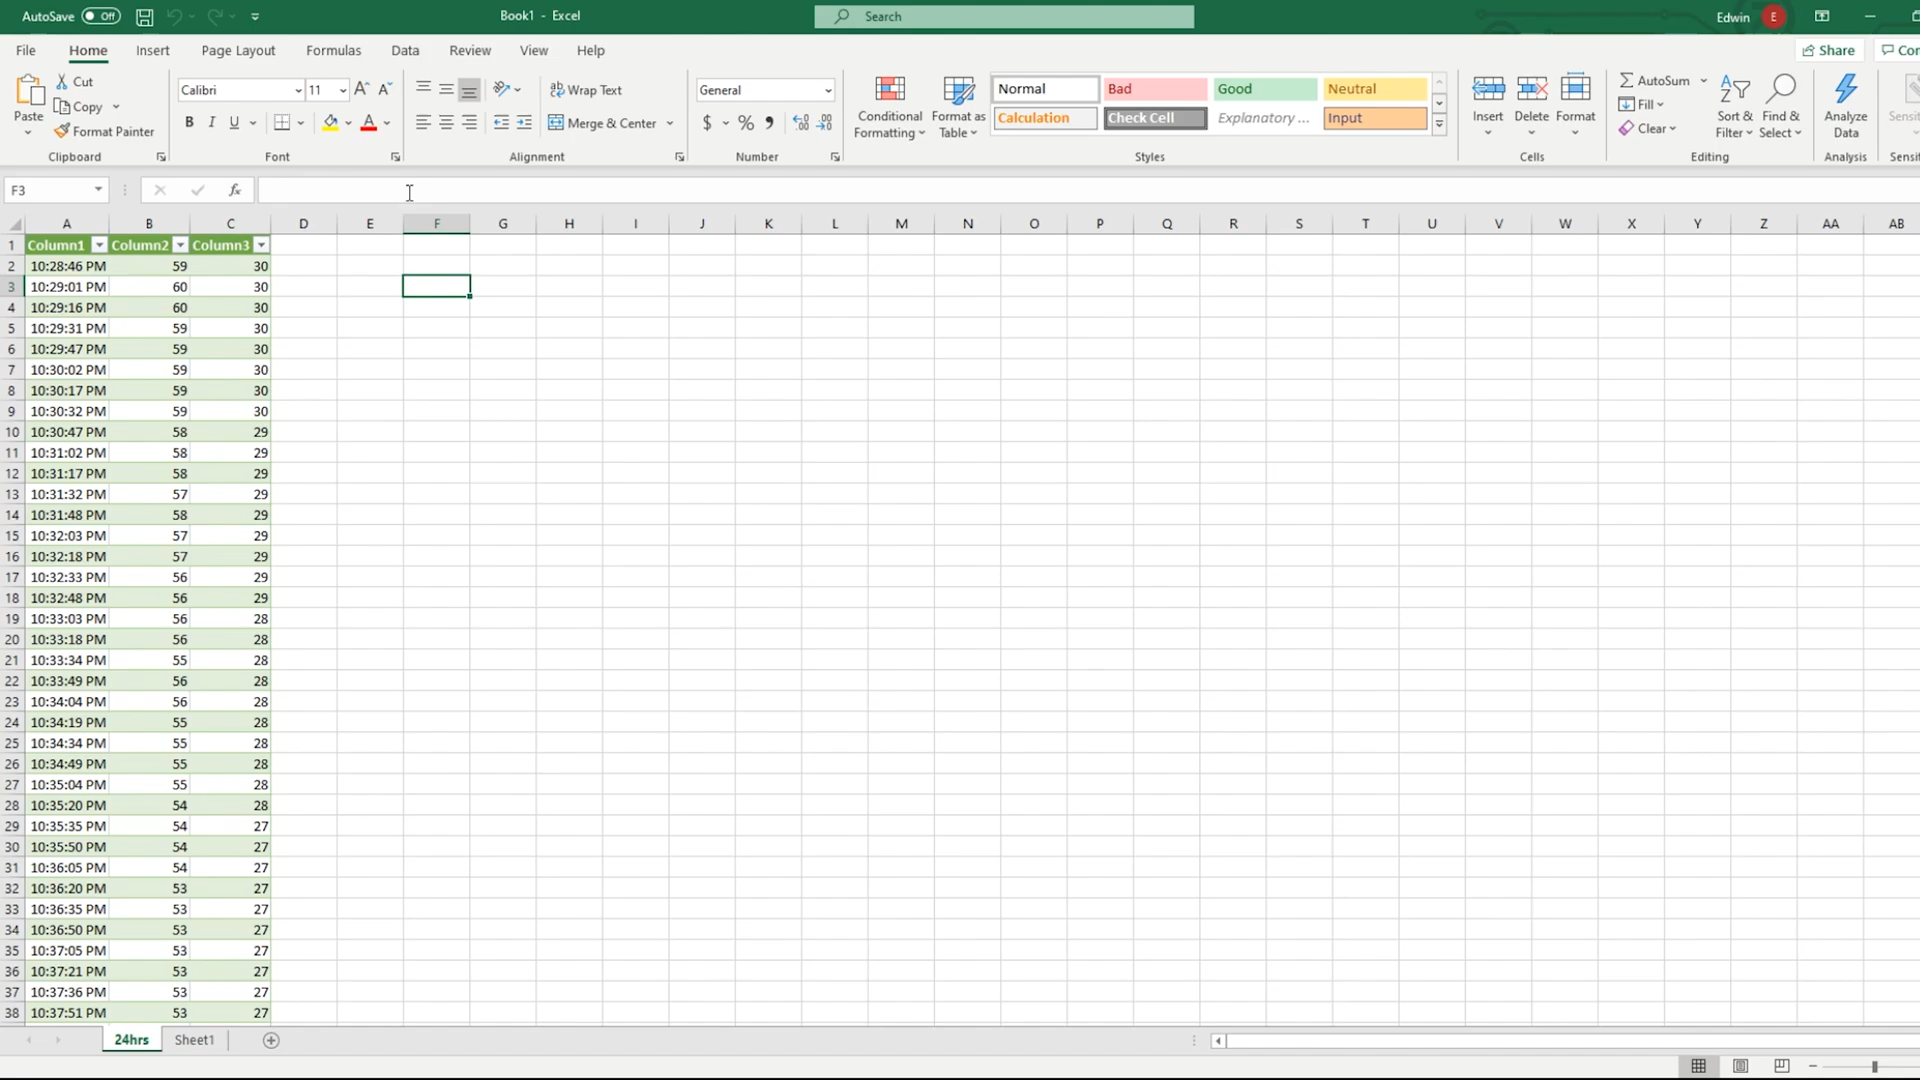 AutoSave Off Book1 - Excel Search Edwin E
File Home Insert Page Layout Formulas Data Review View Help Share Con
Paste Cut Copy Format Painter Clipboard
Calibri 11 A A B I U A Font
Wrap Text Merge & Center Alignment
General $ % Number
Conditional Formatting Format as Table
Normal Bad Good Neutral
Calculation Check Cell Explanatory ... Input
Styles
Insert Delete Format Cells
AutoSum Fill Clear Sort & Filter Find & Select Editing
Analyze Data Analysis
Sensit
Sensi
F3 fx
A B C D E F G H I J K L M N O P Q R S T U V W X Y Z AA AB
1 Column1 Column2 Column3
2 10:28:46 PM 59 30
3 10:29:01 PM 60 30
4 10:29:16 PM 60 30
5 10:29:31 PM 59 30
6 10:29:47 PM 59 30
7 10:30:02 PM 59 30
8 10:30:17 PM 59 30
9 10:30:32 PM 59 30
10 10:30:47 PM 58 29
11 10:31:02 PM 58 29
12 10:31:17 PM 58 29
13 10:31:32 PM 57 29
14 10:31:48 PM 58 29
15 10:32:03 PM 57 29
16 10:32:18 PM 57 29
17 10:32:33 PM 56 29
18 10:32:48 PM 56 29
19 10:33:03 PM 56 28
20 10:33:18 PM 56 28
21 10:33:34 PM 55 28
22 10:33:49 PM 56 28
23 10:34:04 PM 56 28
24 10:34:19 PM 55 28
25 10:34:34 PM 55 28
26 10:34:49 PM 55 28
27 10:35:04 PM 55 28
28 10:35:20 PM 54 28
29 10:35:35 PM 54 27
30 10:35:50 PM 54 27
31 10:36:05 PM 54 27
32 10:36:20 PM 53 27
33 10:36:35 PM 53 27
34 10:36:50 PM 53 27
35 10:37:05 PM 53 27
36 10:37:21 PM 53 27
37 10:37:36 PM 53 27
38 10:37:51 PM 53 27
24hrs Sheet1